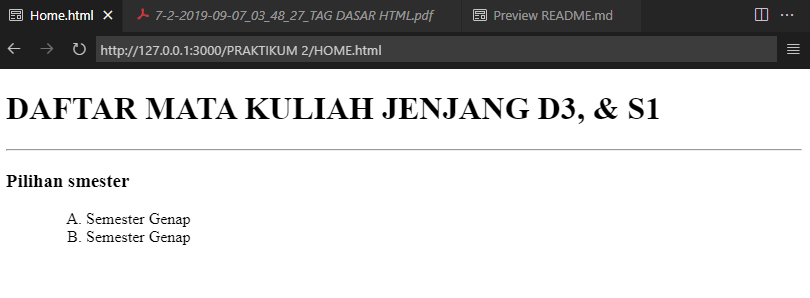 Home.html
7-2-2019-09-07_03_48_27_TAG DASAR HTML.pdf
Preview README.md
http://127.0.0.1:3000/PRAKTIKUM 2/HOME.html
DAFTAR MATA KULIAH JENJANG D3, & S1
Pilihan smester
A. Semester Genap
B. Semester Genap